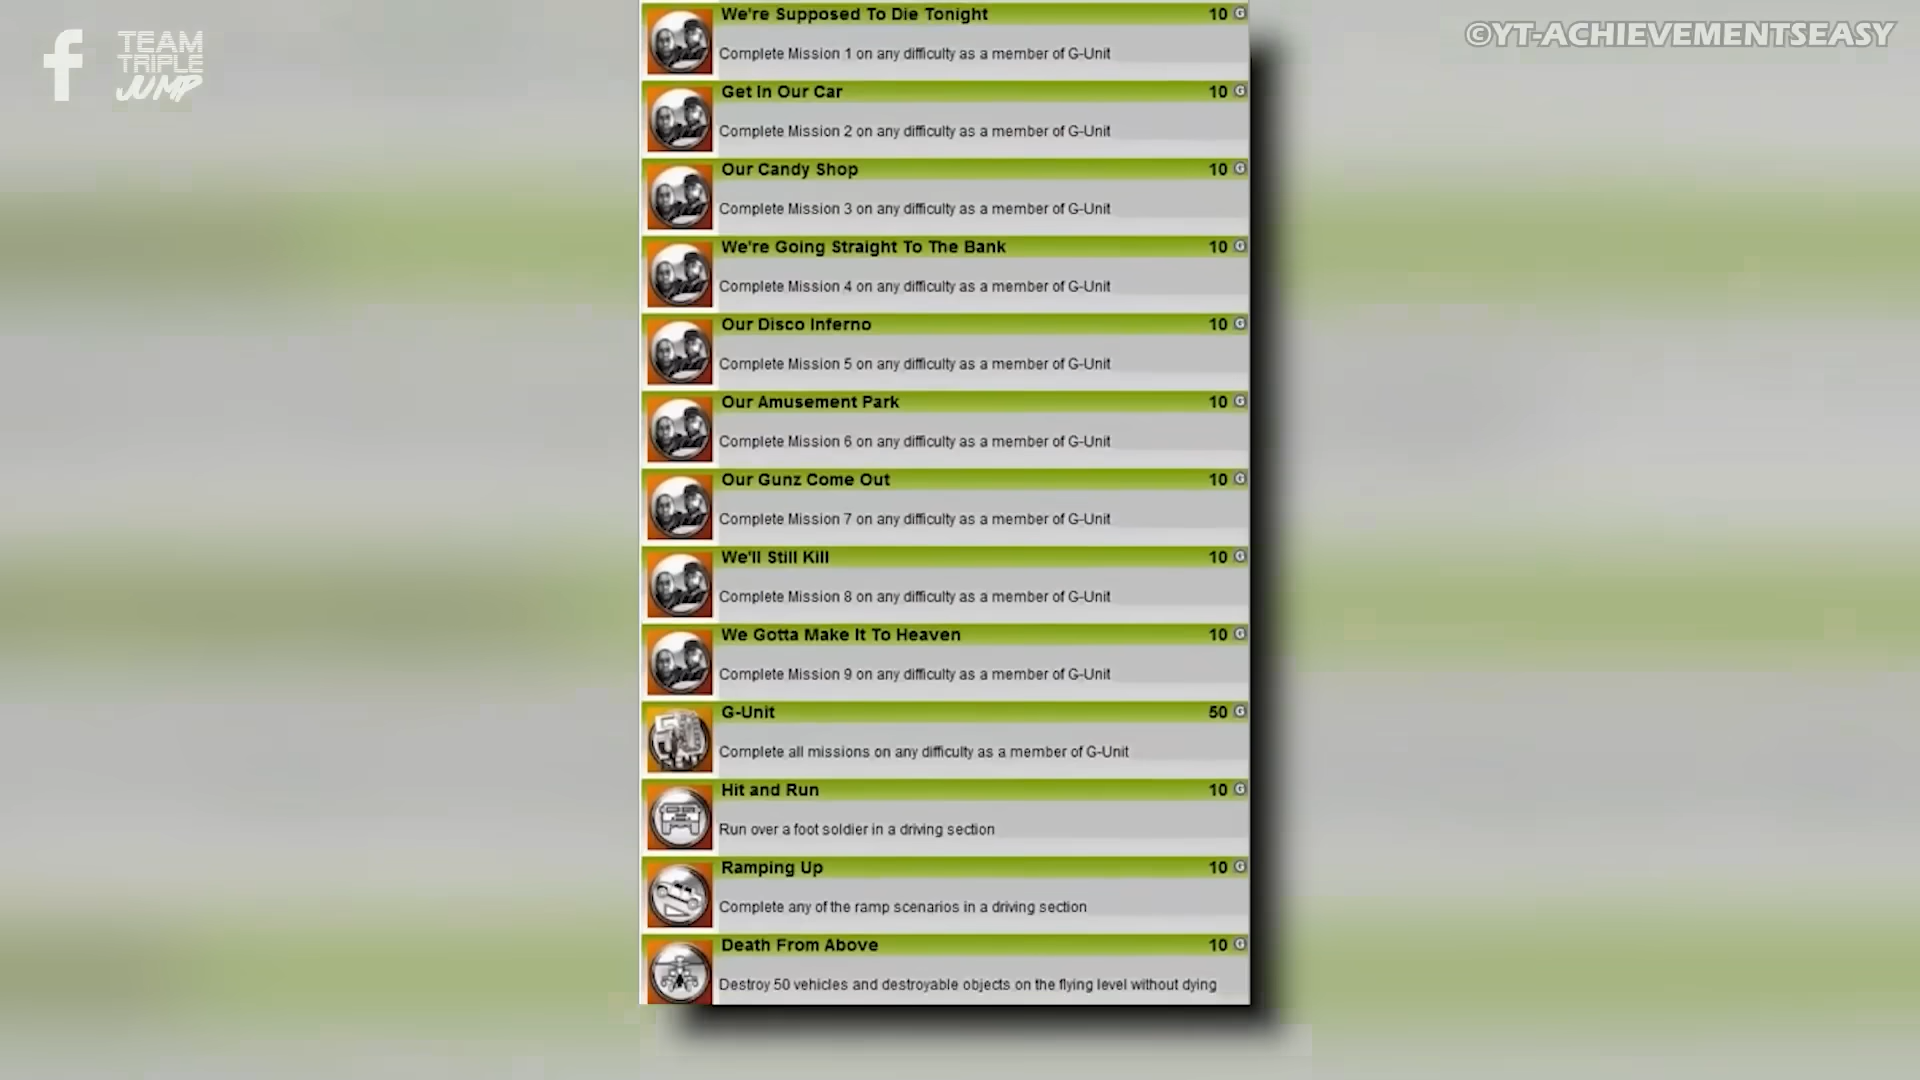 f TEAM
TRIPLE
JUMP
©YT-ACHIEVEMENTSEASY
We're Supposed To Die Tonight 10 G
Complete Mission 1 on any difficulty as a member of G-Unit
Get In Our Car 10 G
Complete Mission 2 on any difficulty as a member of G-Unit
Our Candy Shop 10 G
Complete Mission 3 on any difficulty as a member of G-Unit
We're Going Straight To The Bank 10 G
Complete Mission 4 on any difficulty as a member of G-Unit
Our Disco Inferno 10 G
Complete Mission 5 on any difficulty as a member of G-Unit
Our Amusement Park 10 G
Complete Mission 6 on any difficulty as a member of G-Unit
Our Gunz Come Out 10 G
Complete Mission 7 on any difficulty as a member of G-Unit
We'll Still Kill 10 G
Complete Mission 8 on any difficulty as a member of G-Unit
We Gotta Make It To Heaven 10 G
Complete Mission 9 on any difficulty as a member of G-Unit
G-Unit 50 G
Complete all missions on any difficulty as a member of G-Unit
Hit and Run 10 G
Run over a foot soldier in a driving section
Ramping Up 10 G
Complete any of the ramp scenarios in a driving section
Death From Above 10 G
Destroy 50 vehicles and destroyable objects on the flying level without dying